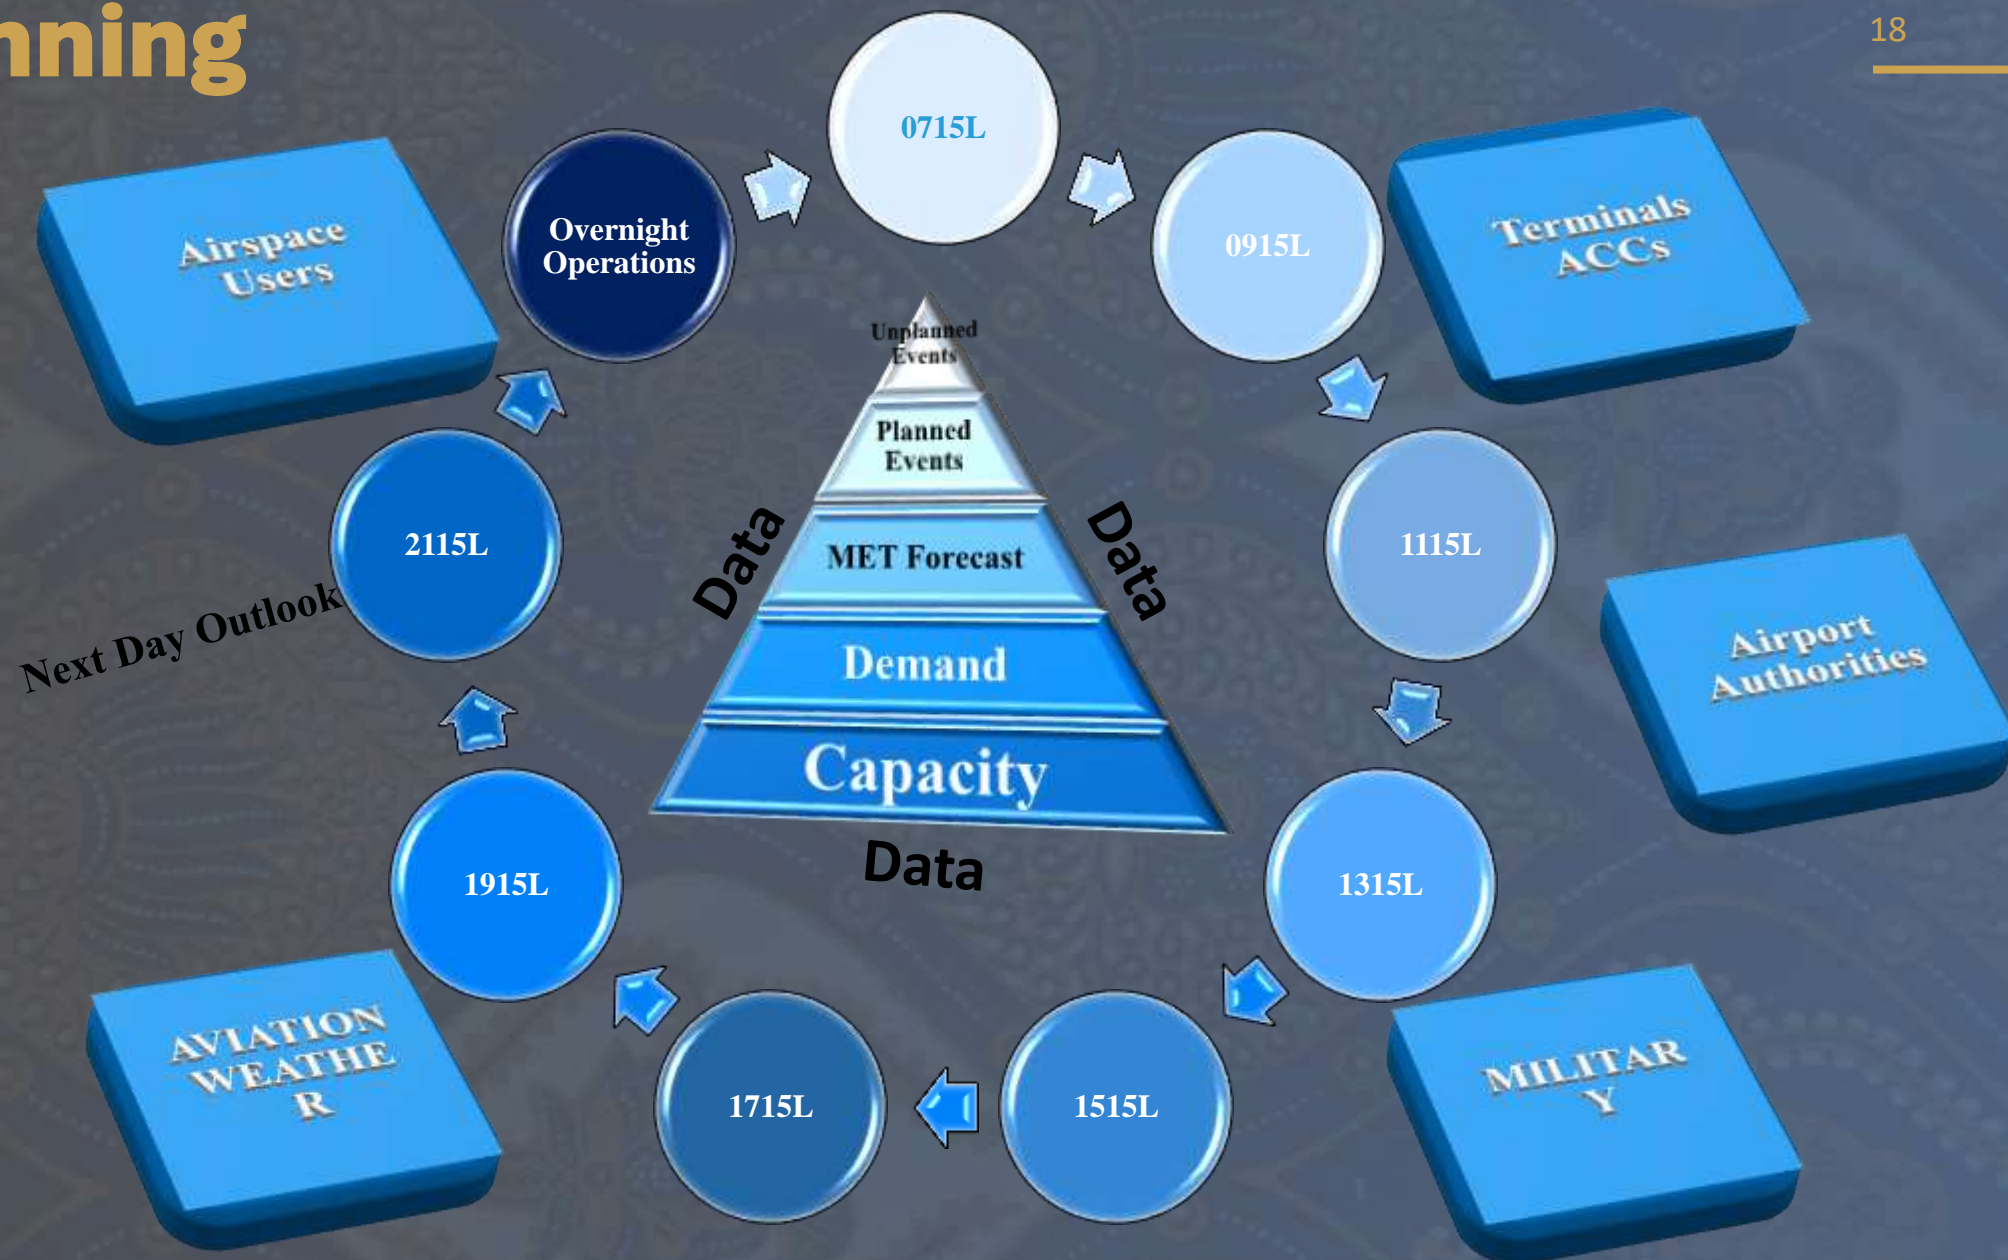 nning
18
0715L
0915L
1115L
1315L
1515L
1715L
1915L
2115L
Overnight
Operations
Airspace
Users
Terminals
ACCs
Airport
Authorities
MILITAR
Y
AVIATION
WEATHE
R
Next Day Outlook
Unplanned
Events
Planned
Events
MET Forecast
Demand
Capacity
Data
Data
Data